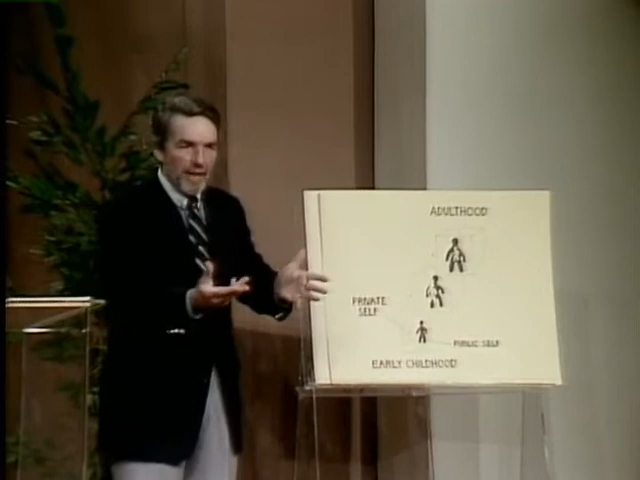 ADULTHOOD
PRIVATE
SELF
PUBLIC SELF
EARLY CHILDHOOD